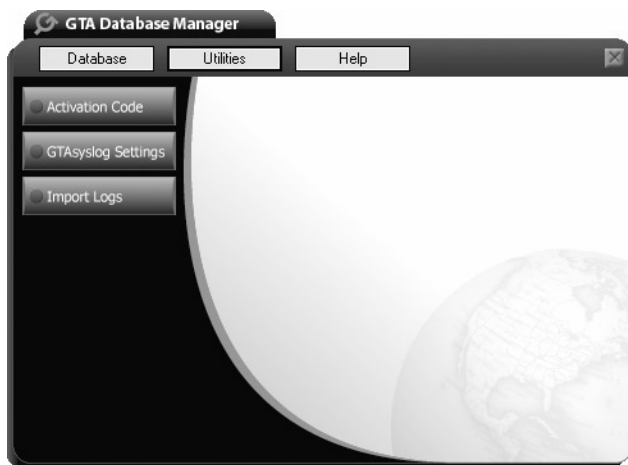 GTA Database Manager
Database Utilities Help
Activation Code
GTAsyslog Settings
Import Logs